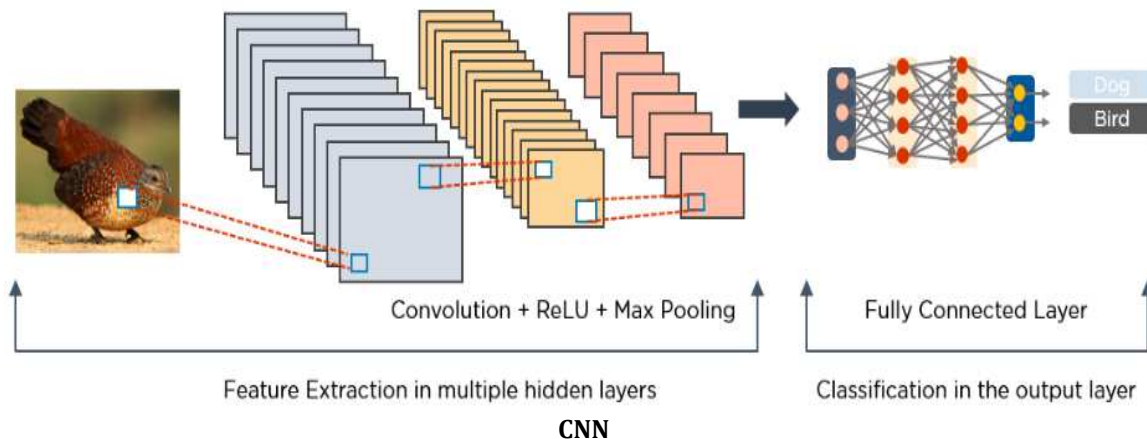 Dog
Bird
Convolution + ReLU + Max Pooling
Fully Connected Layer
Feature Extraction in multiple hidden layers
Classification in the output layer
CNN